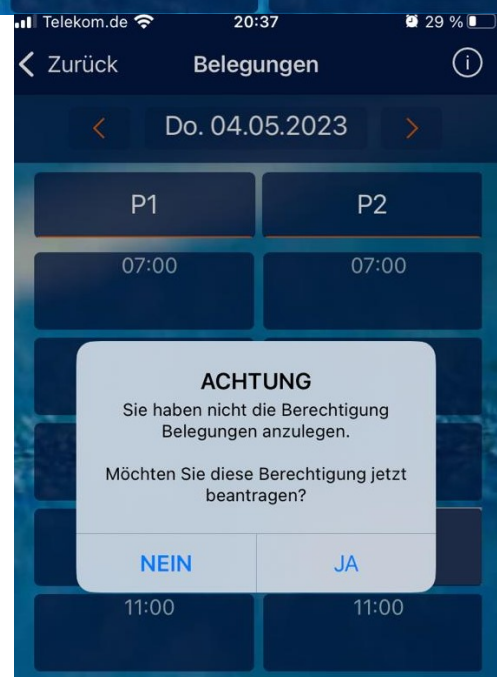 Telekom.de 20:37 29 %
Zurück Belegungen i
< Do. 04.05.2023 >
P1 P2
07:00 07:00
ACHTUNG
Sie haben nicht die Berechtigung
Belegungen anzulegen.
Möchten Sie diese Berechtigung jetzt
beantragen?
NEIN JA
11:00 11:00